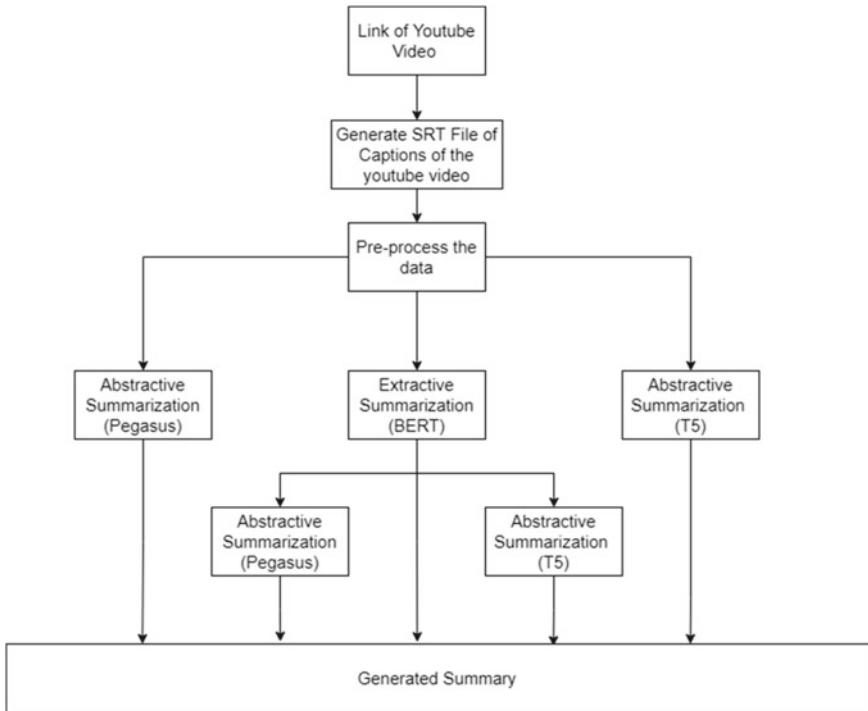 Link of Youtube
Video
Generate SRT File of
Captions of the
youtube video
Pre-process the
data
Abstractive
Summarization
(Pegasus)
Extractive
Summarization
(BERT)
Abstractive
Summarization
(T5)
Abstractive
Summarization
(Pegasus)
Abstractive
Summarization
(T5)
Generated Summary